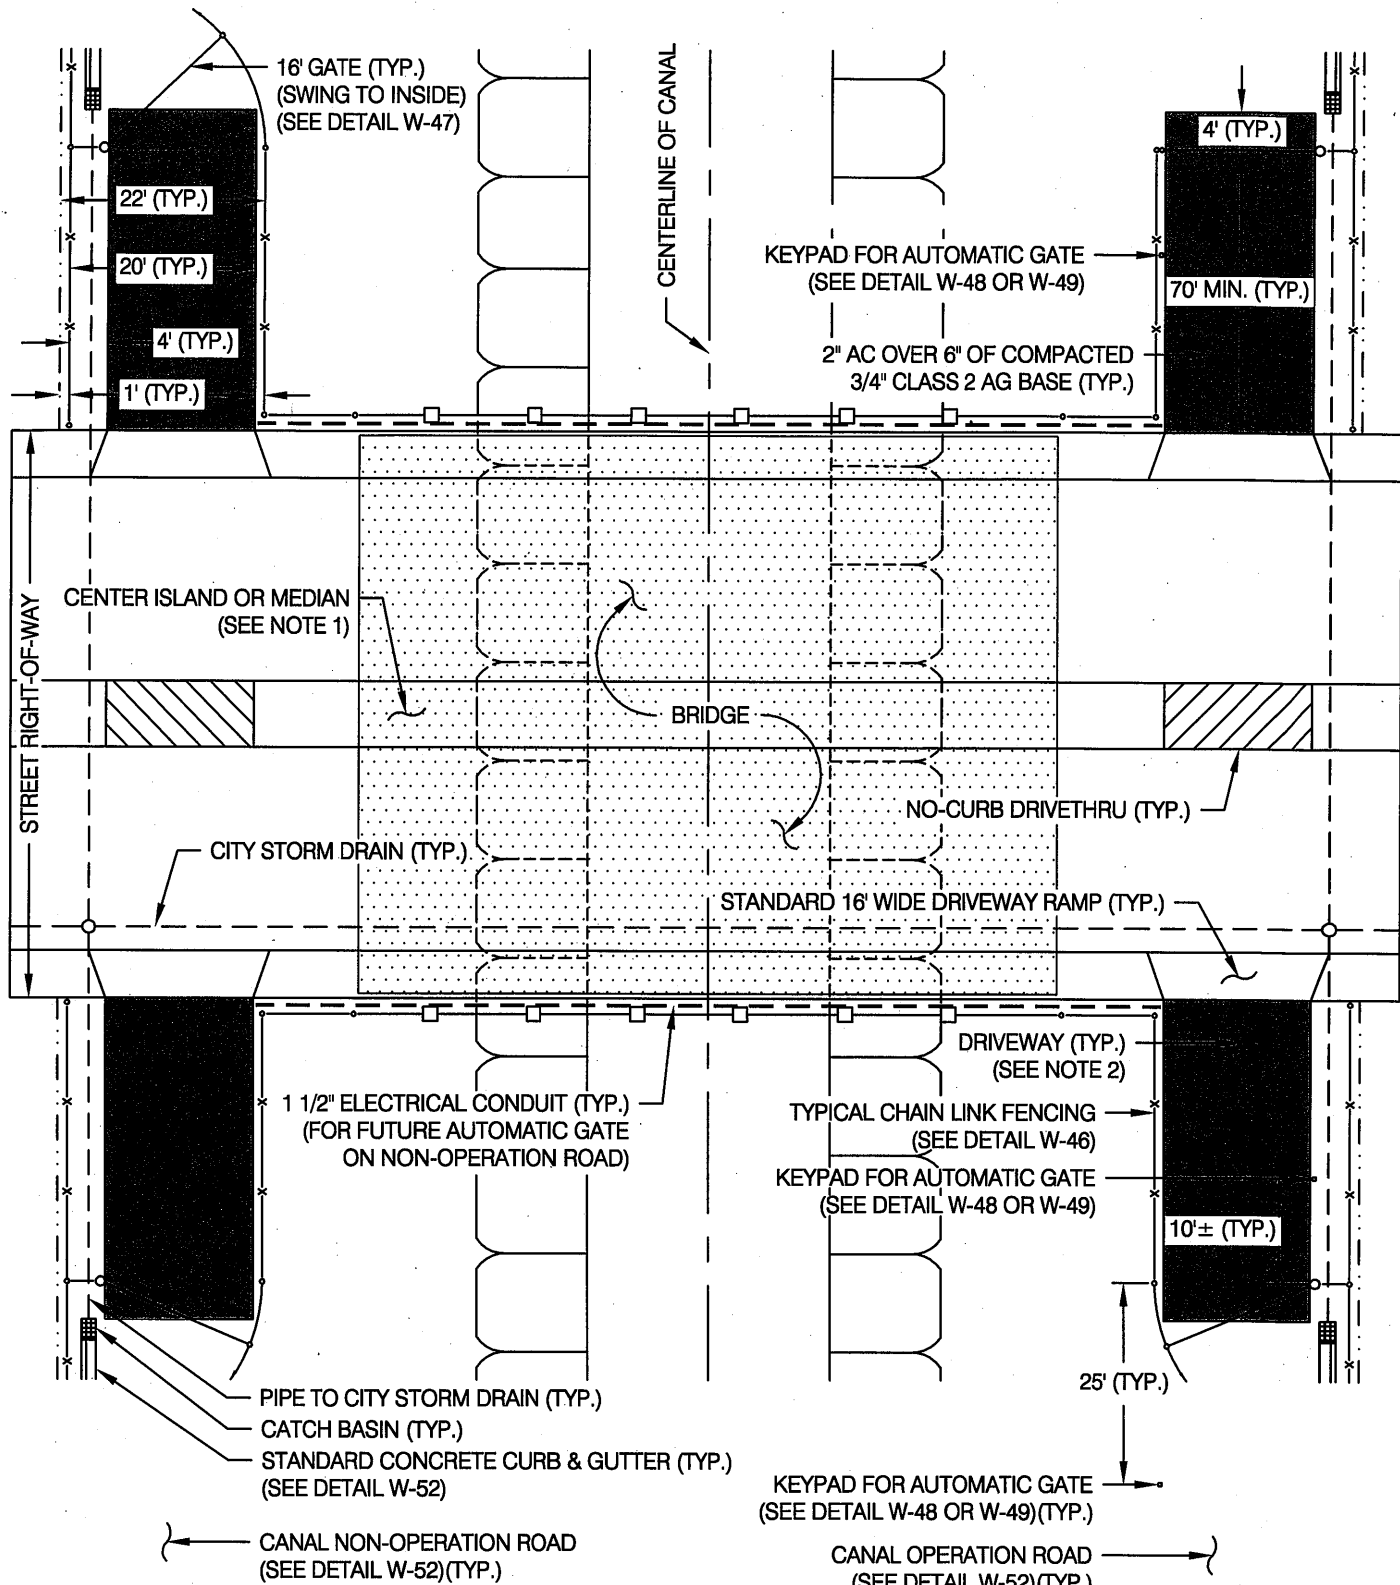 16' GATE (TYP.)
(SWING TO INSIDE)
(SEE DETAIL W-47)
CENTERLINE OF CANAL
4' (TYP.)
22' (TYP.)
20' (TYP.)
4' (TYP.)
1' (TYP.)
KEYPAD FOR AUTOMATIC GATE
(SEE DETAIL W-48 OR W-49)
70' MIN. (TYP.)
2" AC OVER 6" OF COMPACTED
3/4" CLASS 2 AG BASE (TYP.)
STREET RIGHT-OF-WAY
CENTER ISLAND OR MEDIAN
(SEE NOTE 1)
BRIDGE
NO-CURB DRIVETHRU (TYP.)
CITY STORM DRAIN (TYP.)
STANDARD 16' WIDE DRIVEWAY RAMP (TYP.)
DRIVEWAY (TYP.)
(SEE NOTE 2)
1 1/2" ELECTRICAL CONDUIT (TYP.)
(FOR FUTURE AUTOMATIC GATE
ON NON-OPERATION ROAD)
TYPICAL CHAIN LINK FENCING
(SEE DETAIL W-46)
KEYPAD FOR AUTOMATIC GATE
(SEE DETAIL W-48 OR W-49)
10'± (TYP.)
25' (TYP.)
PIPE TO CITY STORM DRAIN (TYP.)
CATCH BASIN (TYP.)
STANDARD CONCRETE CURB & GUTTER (TYP.)
(SEE DETAIL W-52)
KEYPAD FOR AUTOMATIC GATE
(SEE DETAIL W-48 OR W-49)(TYP.)
CANAL NON-OPERATION ROAD
(SEE DETAIL W-52)(TYP.)
CANAL OPERATION ROAD
(SEE DETAIL W-52)(TYP.)